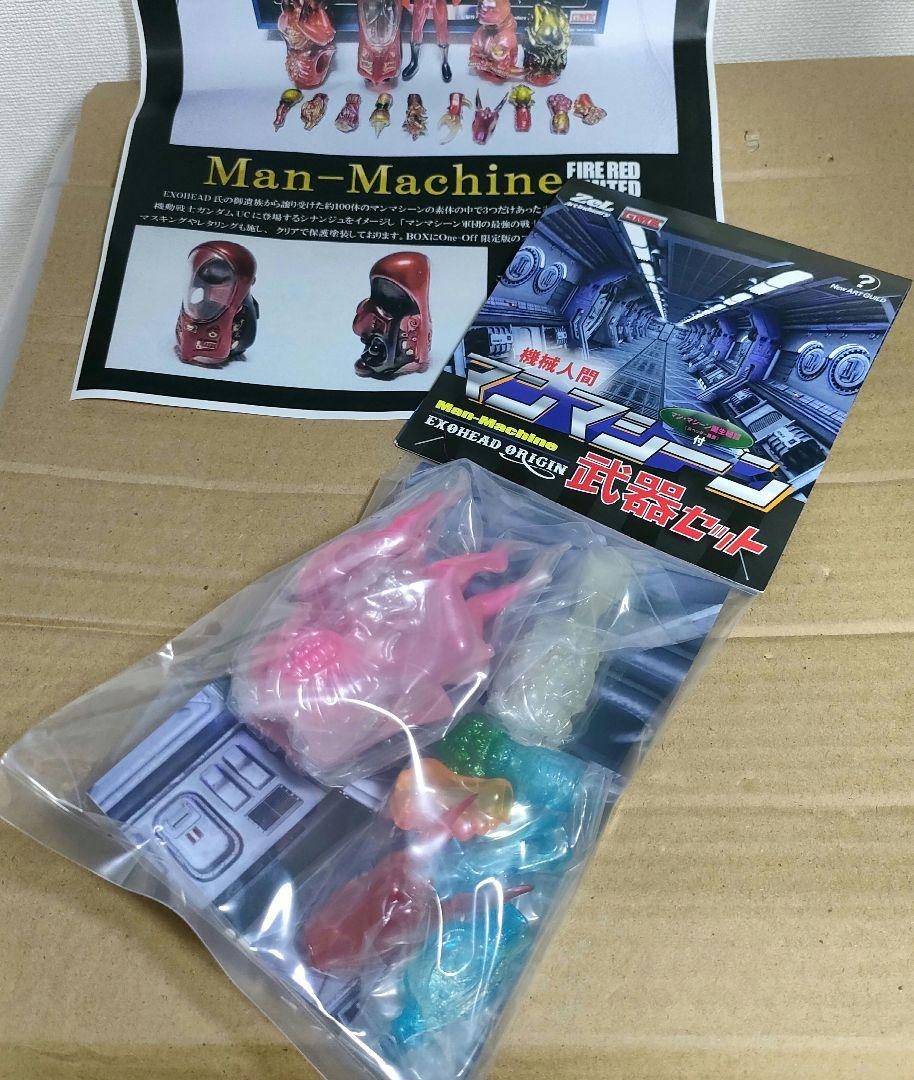 Man-Machine
FIRE RED
EXOHEAD 氏の御遺族から譲り受けた約100体のマンマシーンの素体の中で3つだけあった
機動戦士ガンダムUCに登場するシナンジュをイメージし「マンマシーン軍団の最強の戦
マスキングやレタリングも施し、クリアで保護塗装しております。BOXにOne-Off 限定版の
GME
?
New ART GUILD
機械人間
マンマシーン
Man-Machine
付
EXOHEAD ORIGIN
武器セット